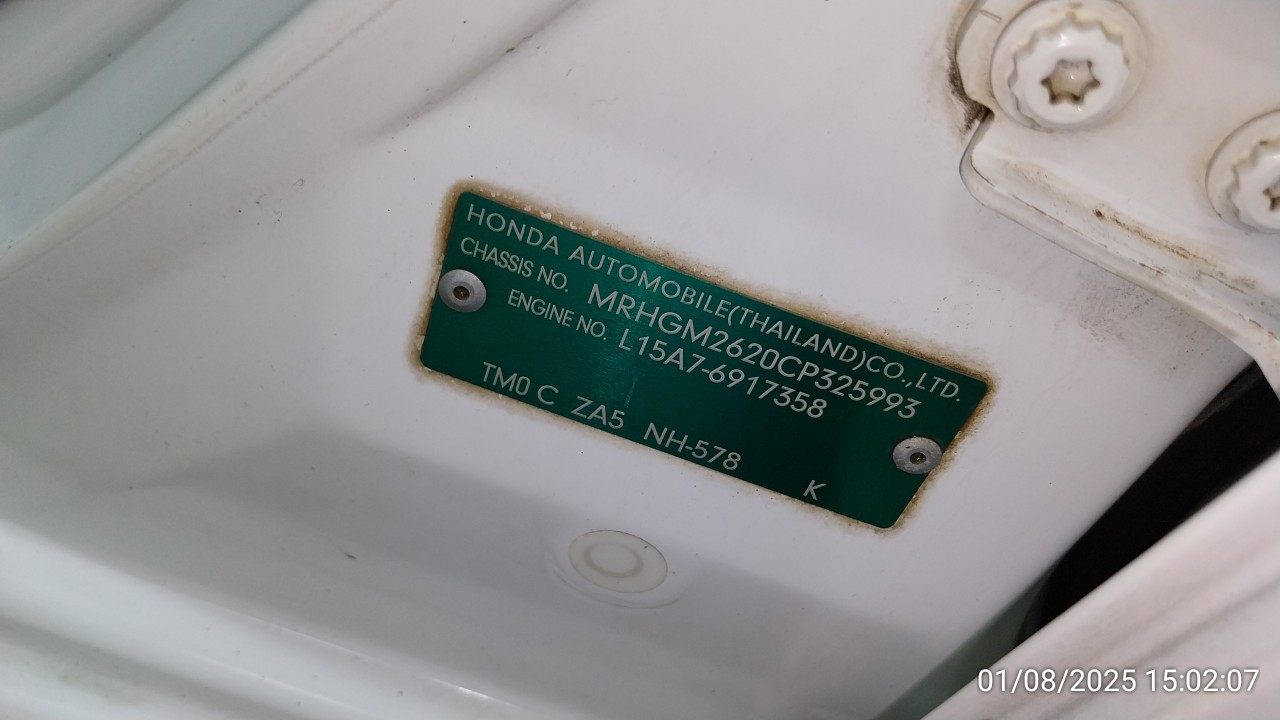 HONDA AUTOMOBILE(THAILAND)CO.,LTD.
CHASSIS NO. MRHGM2620CP325993
ENGINE NO. L15A7-6917358
TM0 C ZA5 NH-578 K
01/08/2025 15:02:07